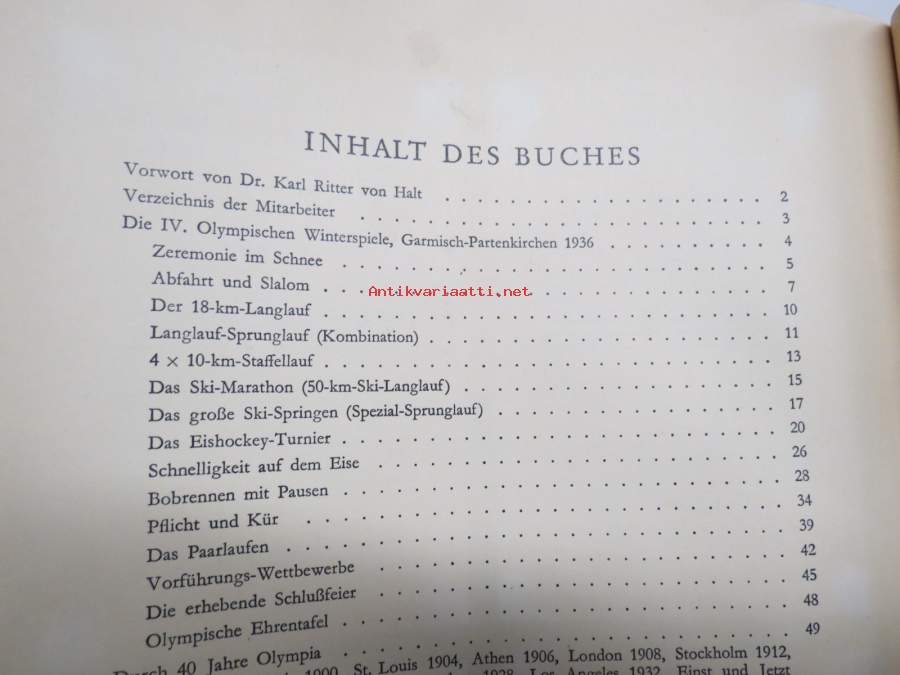 INHALT DES BUCHES
Vorwort von Dr. Karl Ritter von Halt . . . . . . . . . . . . . . 2
Verzeichnis der Mitarbeiter . . . . . . . . . . . . . . . . . 3
Die IV. Olympischen Winterspiele, Garmisch-Partenkirchen 1936 . . . . . . . . 4
Zeremonie im Schnee . . . . . . . . . . . . . . . . . 5
Abfahrt und Slalom . . . . . . . . . . . . . . . . . . 7
Antikvariaatti.net
Der 18-km-Langlauf . . . . . . . . . . . . . . . . . . 10
Langlauf-Sprunglauf (Kombination) . . . . . . . . . . . . . . 11
4 × 10-km-Staffellauf . . . . . . . . . . . . . . . . . . 13
Das Ski-Marathon (50-km-Ski-Langlauf) . . . . . . . . . . . . . 15
Das große Ski-Springen (Spezial-Sprunglauf) . . . . . . . . . . . . 17
Das Eishockey-Turnier . . . . . . . . . . . . . . . . . 20
Schnelligkeit auf dem Eise . . . . . . . . . . . . . . . . 26
Bobrennen mit Pausen . . . . . . . . . . . . . . . . . 28
Pflicht und Kür . . . . . . . . . . . . . . . . . . . 34
Das Paarlaufen . . . . . . . . . . . . . . . . . . . 39
Vorführungs-Wettbewerbe . . . . . . . . . . . . . . . . 42
Die erhebende Schlußfeier . . . . . . . . . . . . . . . . 45
Olympische Ehrentafel . . . . . . . . . . . . . . . . . 48
Durch 40 Jahre Olympia . . . . . . . . . . . . . . . . . 49
1900, St. Louis 1904, Athen 1906, London 1908, Stockholm 1912,
1928, Los Angeles 1932, Einst und Jetzt